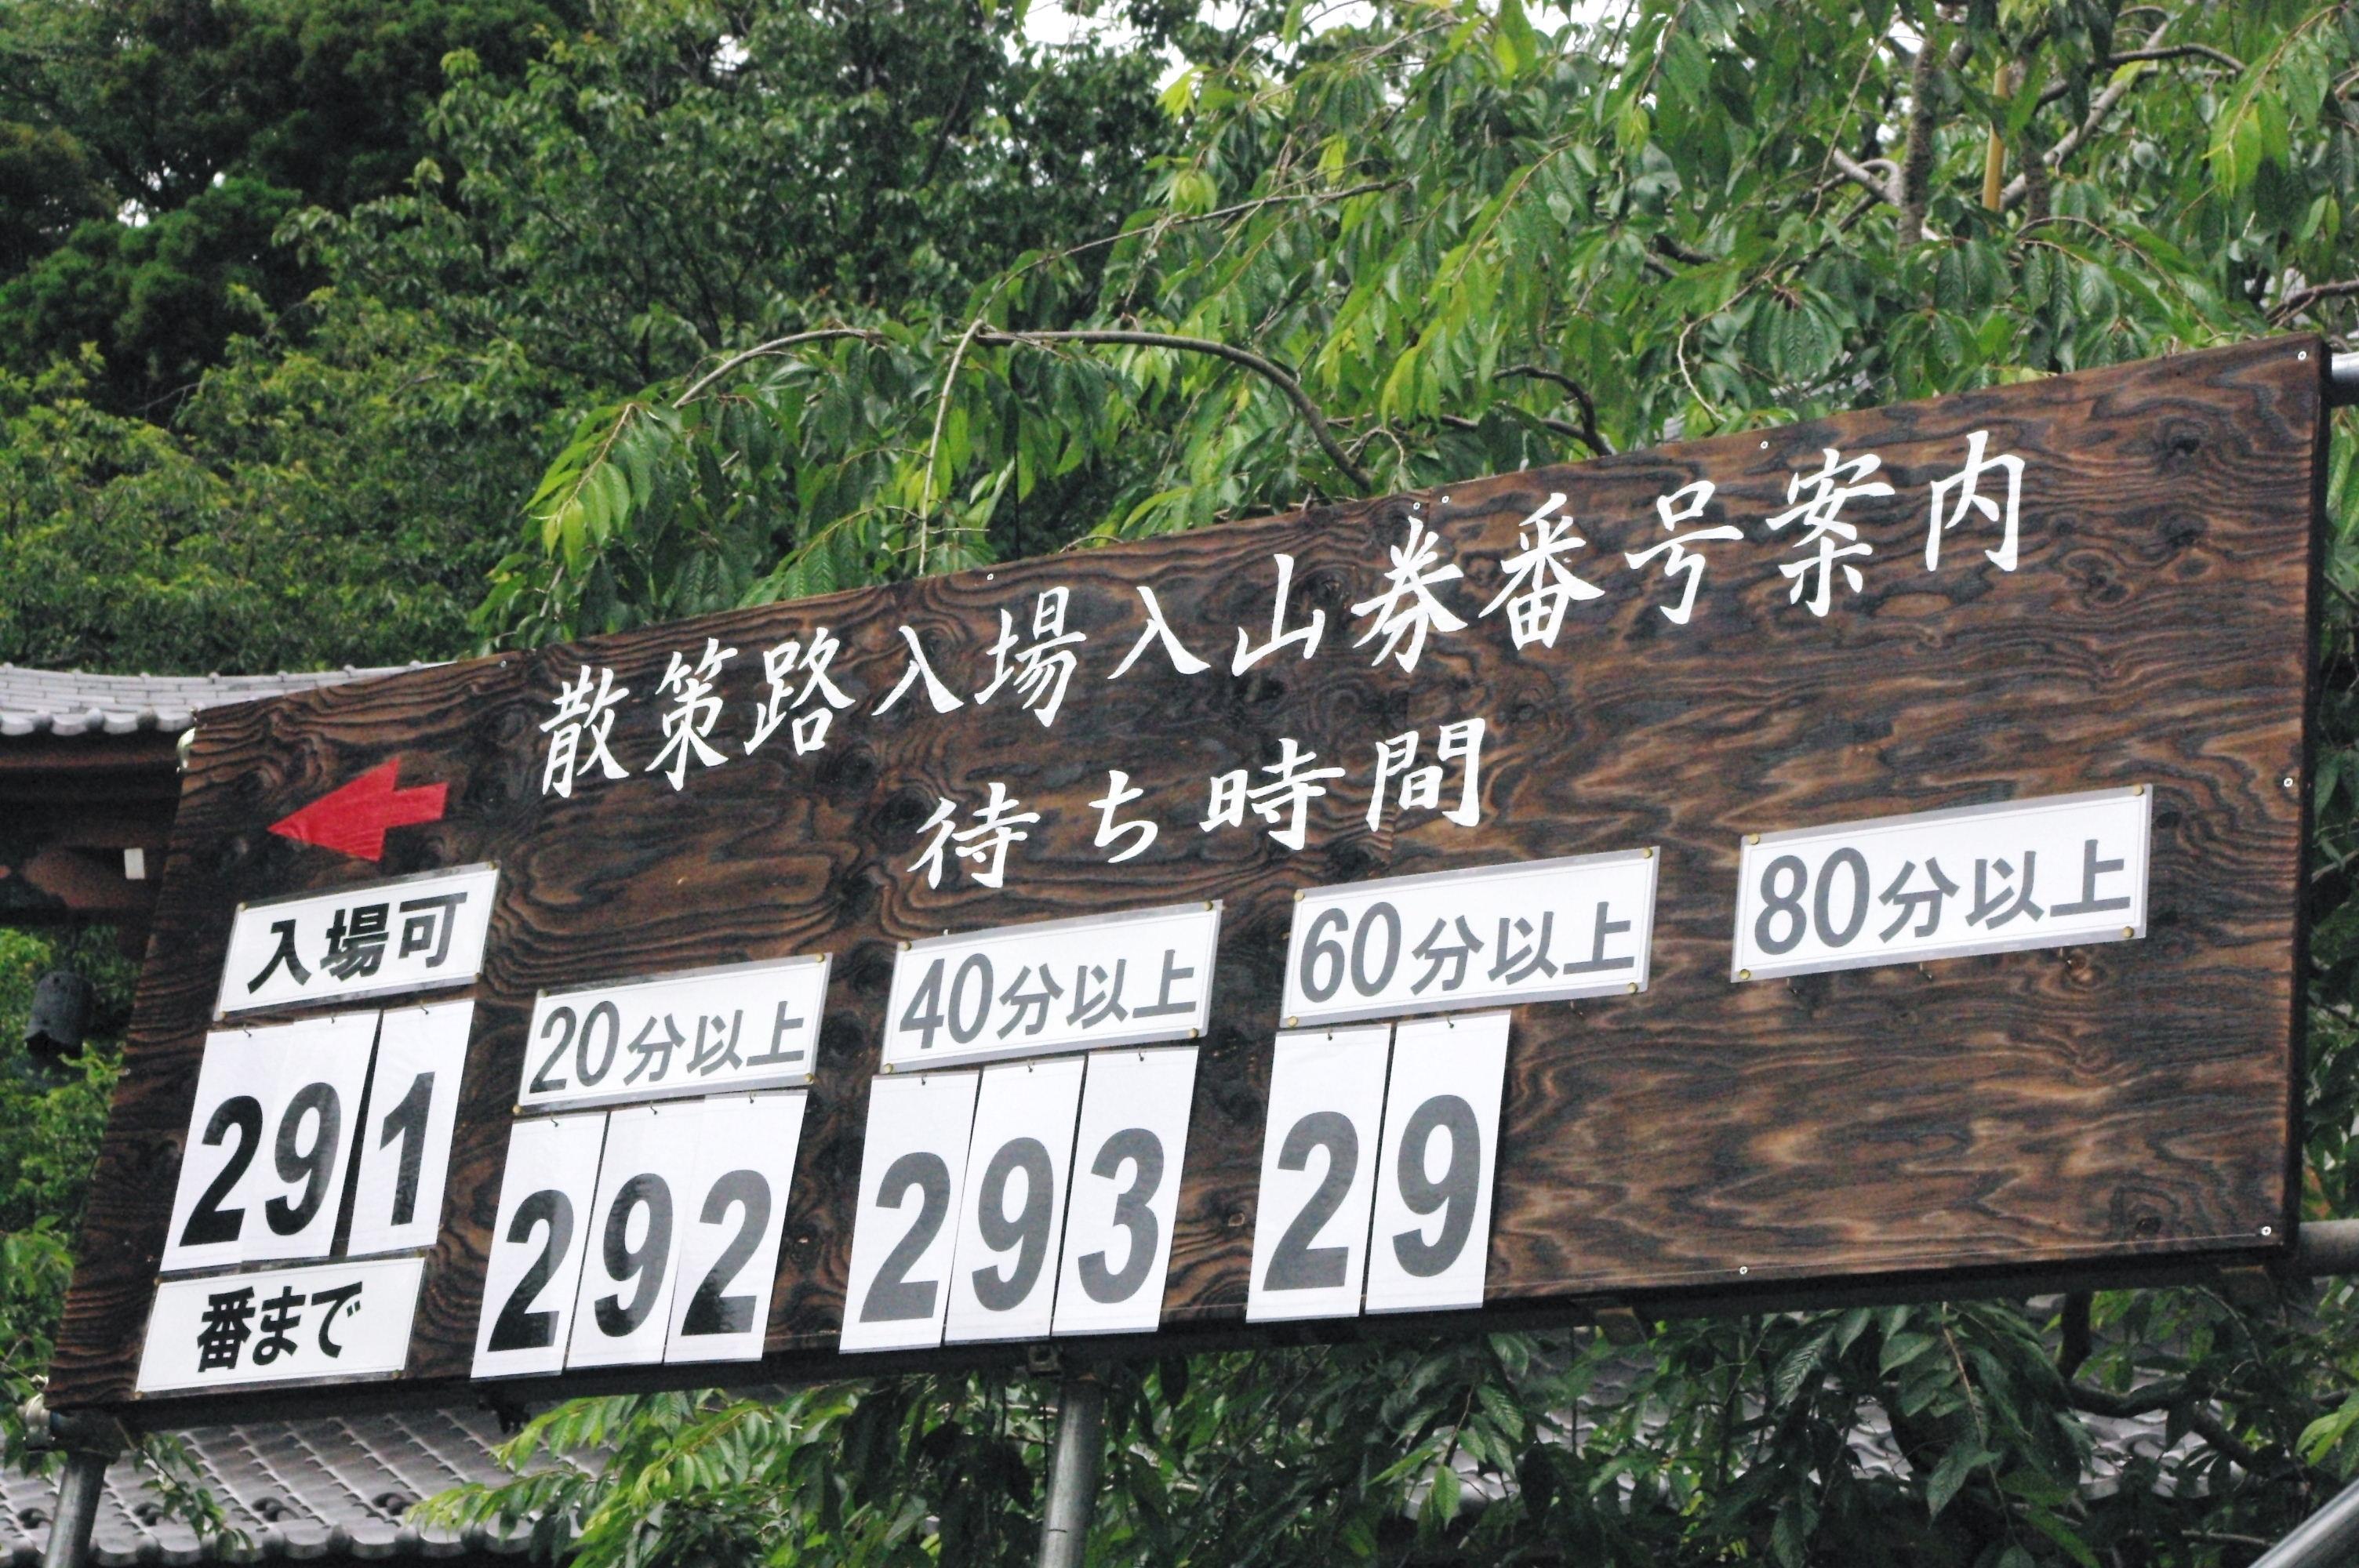 散策路入場入山券番号案内
待ち時間
入場可
291
番まで
20分以上
292
40分以上
293
60分以上
29
80分以上